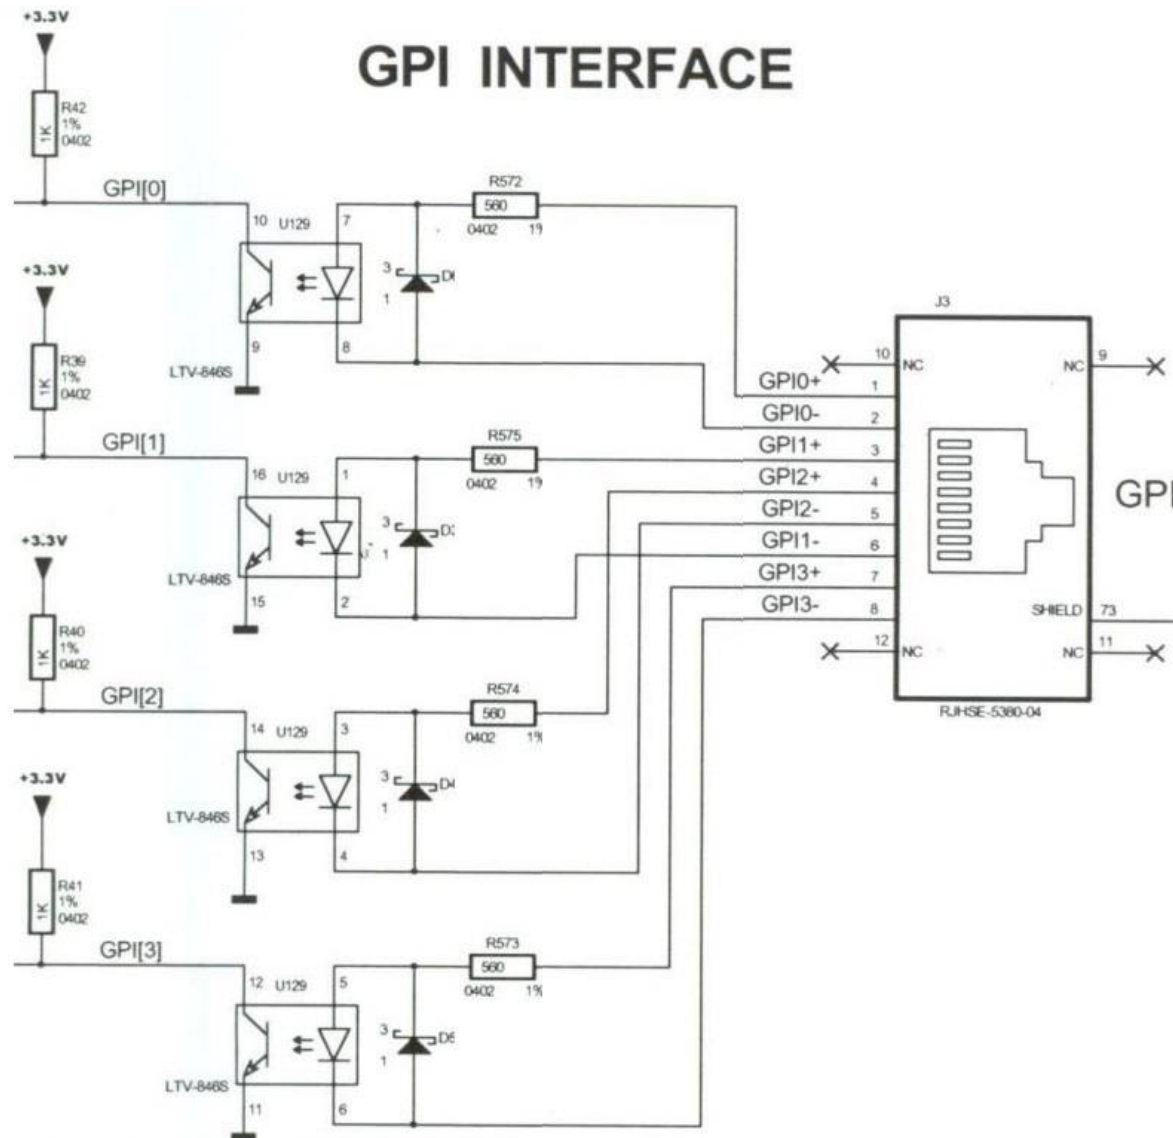 GPI INTERFACE
+3.3V
R42
1%
0402
1K
GPI[0]
10
U129
7
9
8
LTV-846S
3
1
R572
560
0402
+3.3V
R39
1%
0402
1K
GPI[1]
16
U129
1
15
2
LTV-846S
3
1
R575
560
0402
+3.3V
R40
1%
0402
1K
GPI[2]
14
U129
3
13
4
LTV-846S
3
1
D4
R574
560
0402
1%
+3.3V
R41
1%
0402
1K
GPI[3]
12
U129
5
11
6
LTV-846S
3
1
R573
560
0402
1%
J3
10
NC
9
NC
GPI0+
1
GPI0-
2
GPI1+
3
GPI2+
4
GPI2-
5
GPI1-
6
GPI3+
7
GPI3-
8
SHIELD
73
12
NC
11
NC
RJHSE-5380-04
GPI